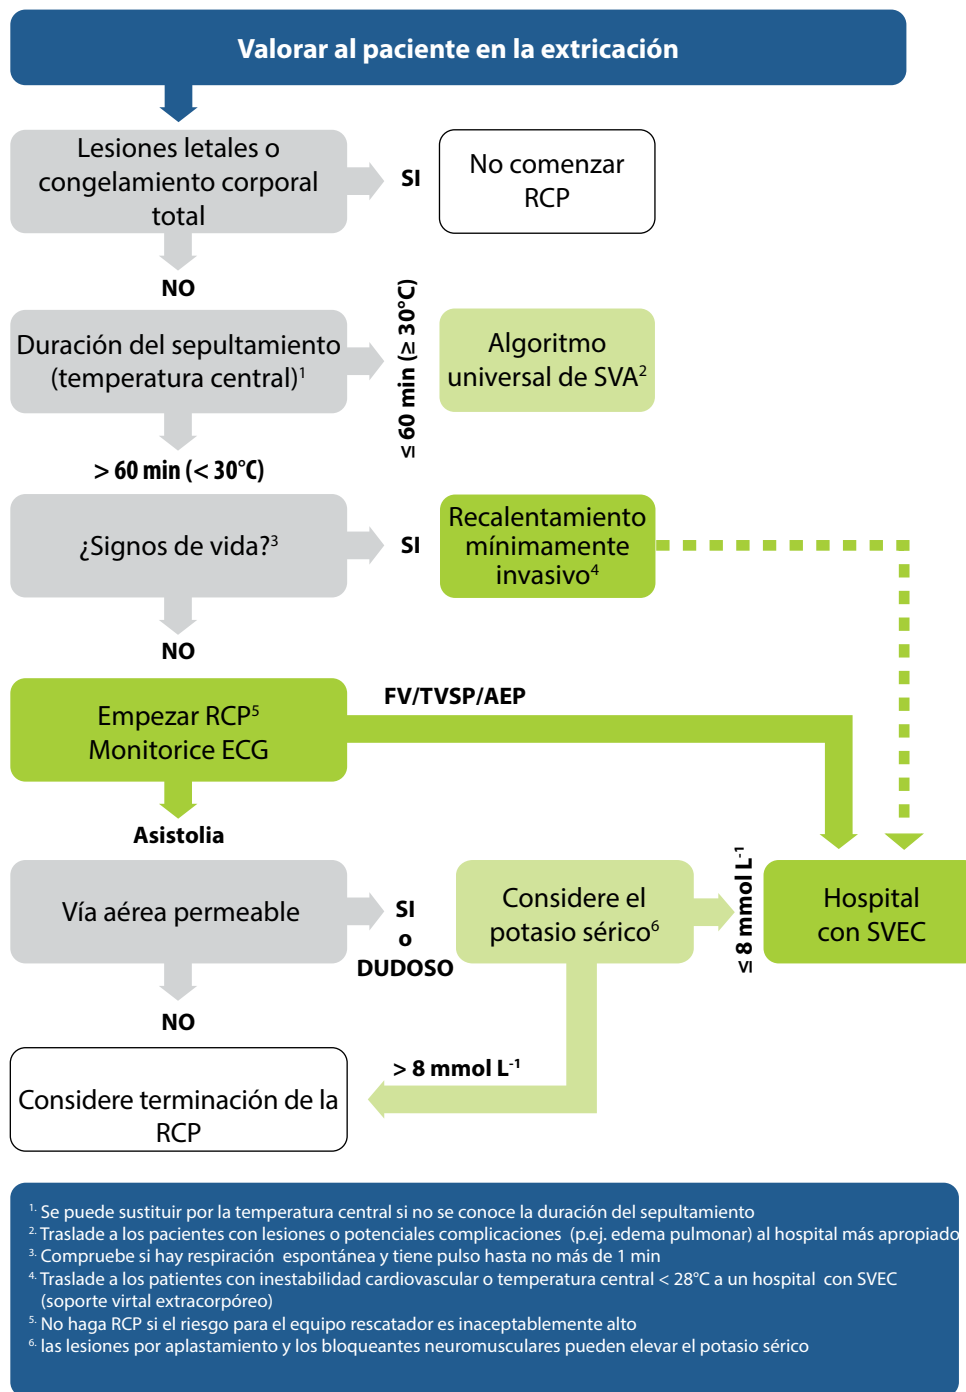 Valorar al paciente en la extricación
Lesiones letales o
congelamiento corporal
total
SI
No comenzar
RCP
NO
Duración del sepultamiento
(temperatura central)1
≤ 60 min (≥ 30°C)
Algoritmo
universal de SVA2
> 60 min (< 30°C)
¿Signos de vida?3
SI
Recalentamiento
mínimamente
invasivo4
NO
Empezar RCP5
Monitorice ECG
FV/TVSP/AEP
Asistolia
Vía aérea permeable
SI
o
DUDOSO
Considere el
potasio sérico6
≤ 8 mmol L-1
Hospital
con SVEC
NO
> 8 mmol L-1
Considere terminación de la
RCP
1. Se puede sustituir por la temperatura central si no se conoce la duración del sepultamiento
2. Traslade a los pacientes con lesiones o potenciales complicaciones (p.ej. edema pulmonar) al hospital más apropiado
3. Compruebe si hay respiración espontánea y tiene pulso hasta no más de 1 min
4. Traslade a los patientes con inestabilidad cardiovascular o temperatura central < 28°C a un hospital con SVEC
(soporte virtal extracorpóreo)
5. No haga RCP si el riesgo para el equipo rescatador es inaceptablemente alto
6. las lesiones por aplastamiento y los bloqueantes neuromusculares pueden elevar el potasio sérico